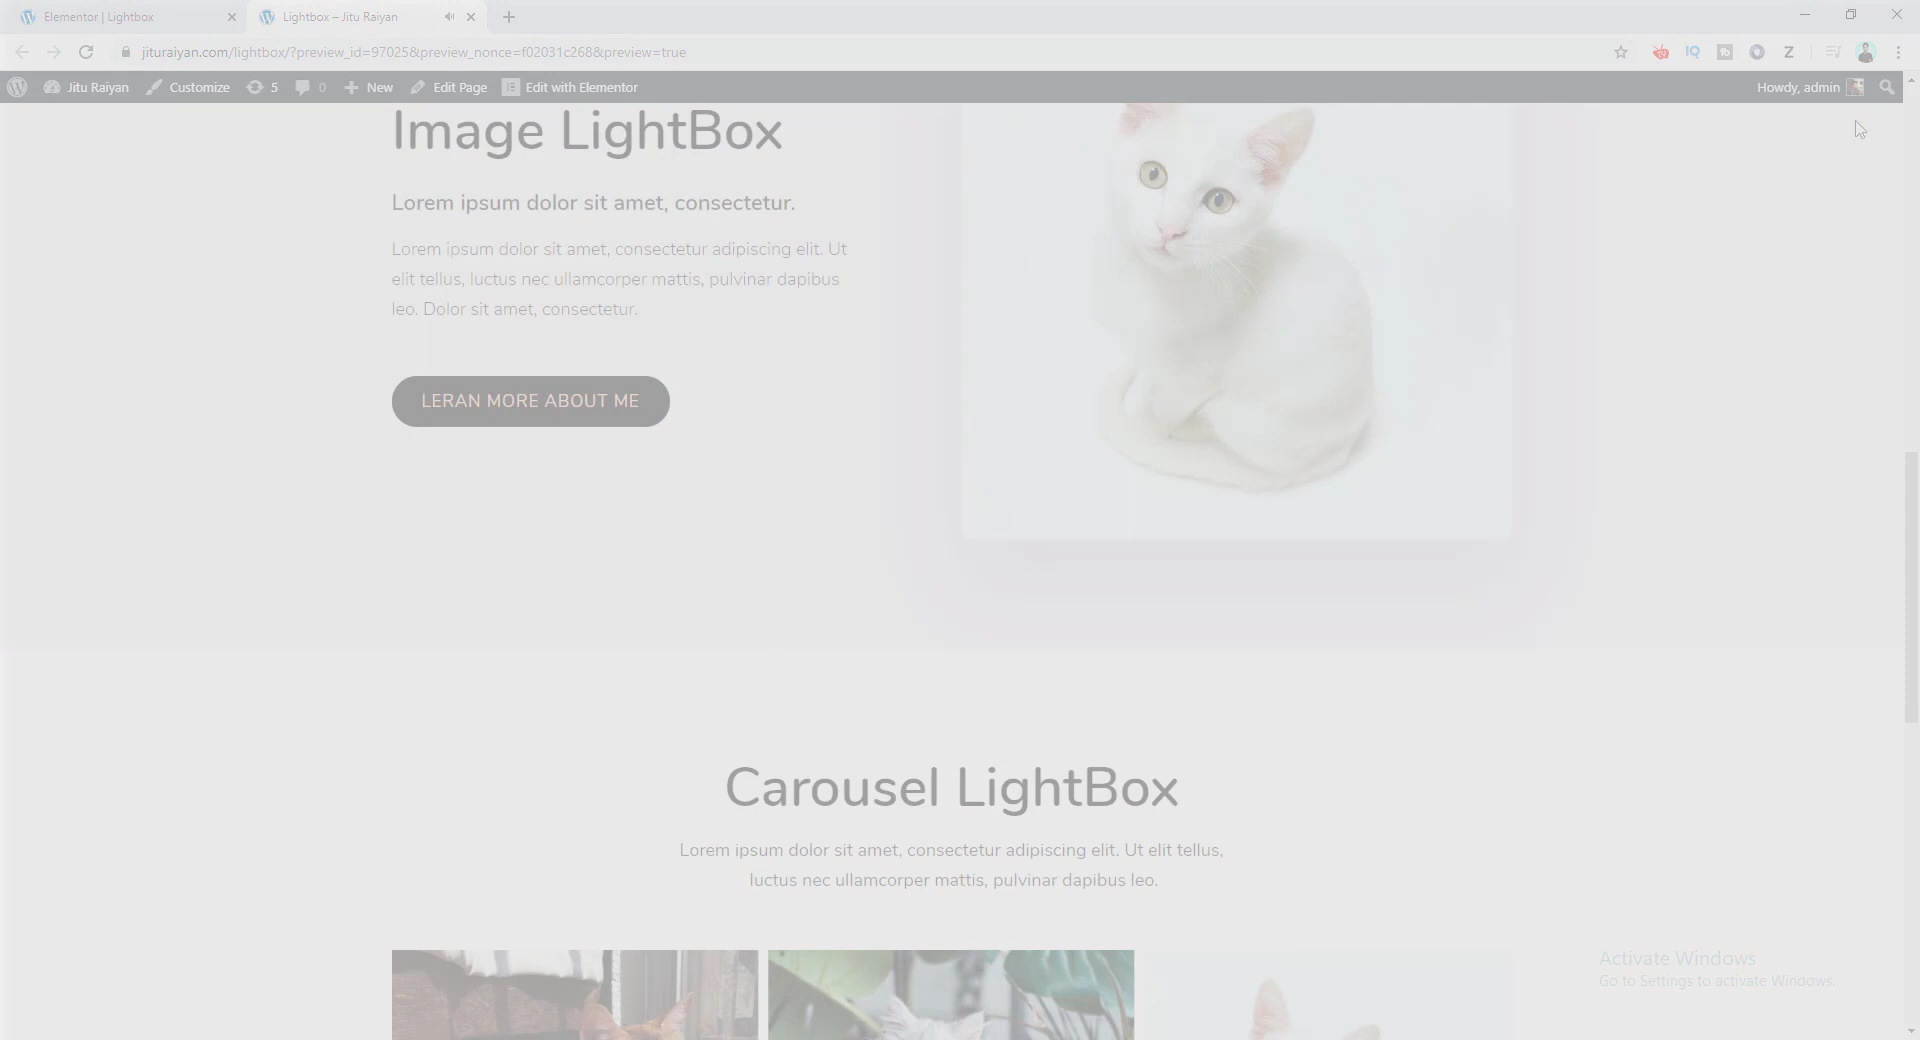 Elementor | Lightbox
Lightbox – Jitu Raiyan
jituraiyan.com/lightbox/?preview_id=97025&preview_nonce=f02031c268&preview=true
IQ
tb
Z
Jitu Raiyan
Customize
5
0
New
Edit Page
Edit with Elementor
Howdy, admin
Image LightBox
Lorem ipsum dolor sit amet, consectetur.
Lorem ipsum dolor sit amet, consectetur adipiscing elit. Ut
elit tellus, luctus nec ullamcorper mattis, pulvinar dapibus
leo. Dolor sit amet, consectetur.
LERAN MORE ABOUT ME
Carousel LightBox
Lorem ipsum dolor sit amet, consectetur adipiscing elit. Ut elit tellus,
luctus nec ullamcorper mattis, pulvinar dapibus leo.
Activate Windows
Go to Settings to activate Windows.